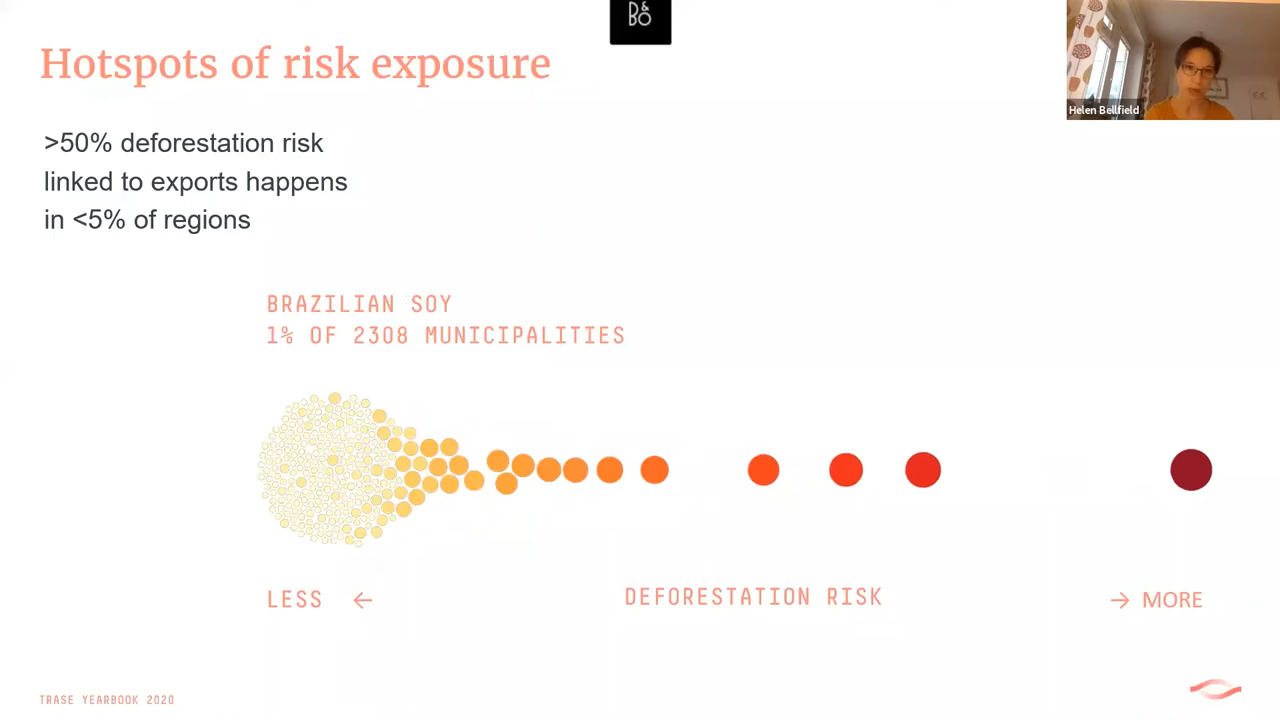 B&O
Hotspots of risk exposure
Helen Bellfield
>50% deforestation risk
linked to exports happens
in <5% of regions
BRAZILIAN SOY
1% OF 2308 MUNICIPALITIES
LESS ←
DEFORESTATION RISK
→ MORE
TRASE YEARBOOK 2020